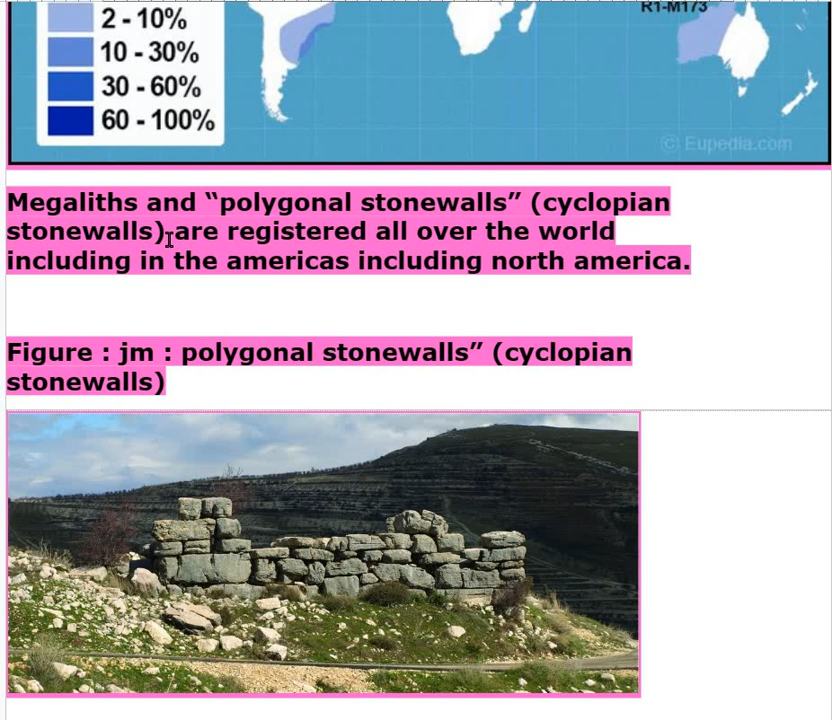 R1-M173
2 - 10%
10 - 30%
30 - 60%
60 - 100%
© Eupedia.com
Megaliths and “polygonal stonewalls” (cyclopian
stonewalls) are registered all over the world
including in the americas including north america.
Figure : jm : polygonal stonewalls” (cyclopian
stonewalls)